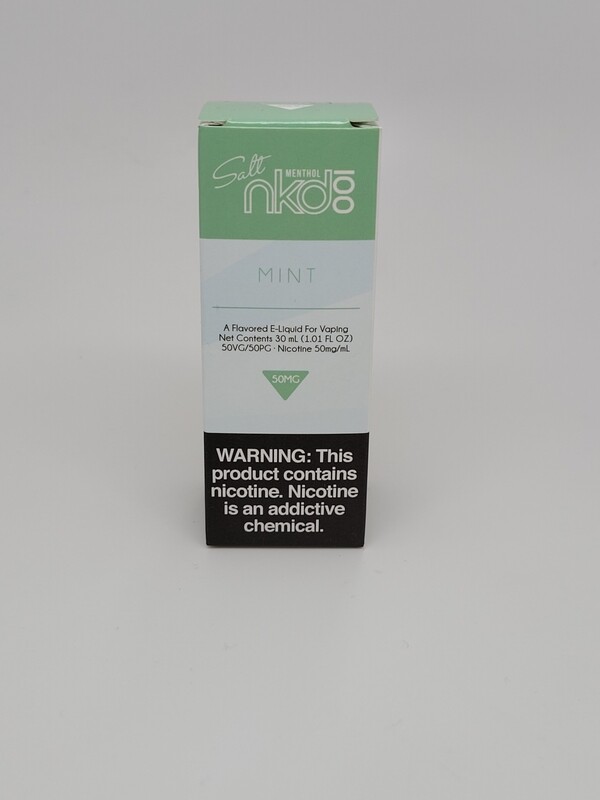 Salt
MENTHOL
nkd100
MINT
A Flavored E-Liquid For Vaping
Net Contents 30 mL (1.01 FL OZ)
50VG/50PG · Nicotine 50mg/mL
50MG
WARNING: This
product contains
nicotine. Nicotine
is an addictive
chemical.